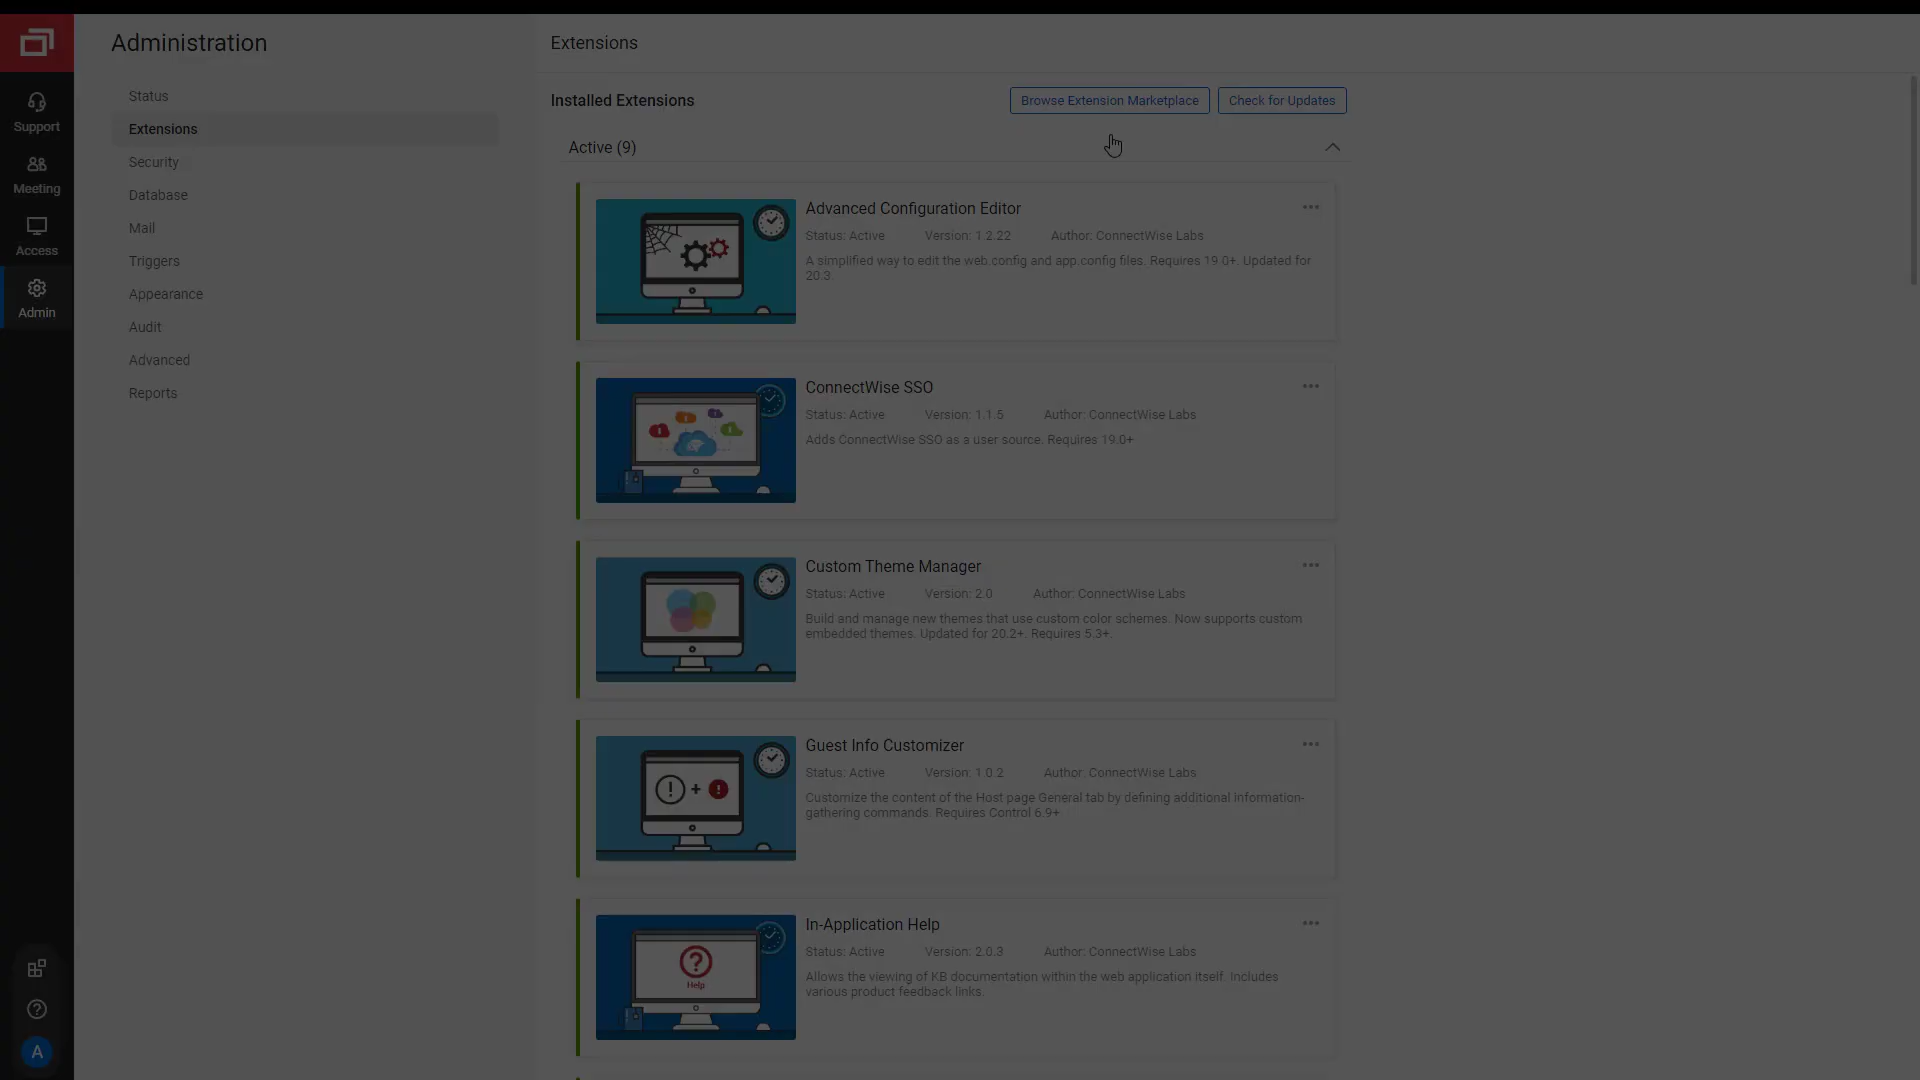 Administration
Status
Extensions
Security
Database
Mail
Triggers
Appearance
Audit
Advanced
Reports
Support
Meeting
Access
Admin
A
Extensions
Installed Extensions
Browse Extension Marketplace
Check for Updates
Active (9)
Advanced Configuration Editor
Status: Active Version: 1.2.22 Author: ConnectWise Labs
A simplified way to edit the web.config and app.config files. Requires 19.0+. Updated for
20.3.
ConnectWise SSO
Status: Active Version: 1.1.5 Author: ConnectWise Labs
Adds ConnectWise SSO as a user source. Requires 19.0+
Custom Theme Manager
Status: Active Version: 2.0 Author: ConnectWise Labs
Build and manage new themes that use custom color schemes. Now supports custom
embedded themes. Updated for 20.2+. Requires 5.3+.
Guest Info Customizer
Status: Active Version: 1.0.2 Author: ConnectWise Labs
Customize the content of the Host page General tab by defining additional information-
gathering commands. Requires Control 6.9+
Help
In-Application Help
Status: Active Version: 2.0.3 Author: ConnectWise Labs
Allows the viewing of KB documentation within the web application itself. Includes
various product feedback links.